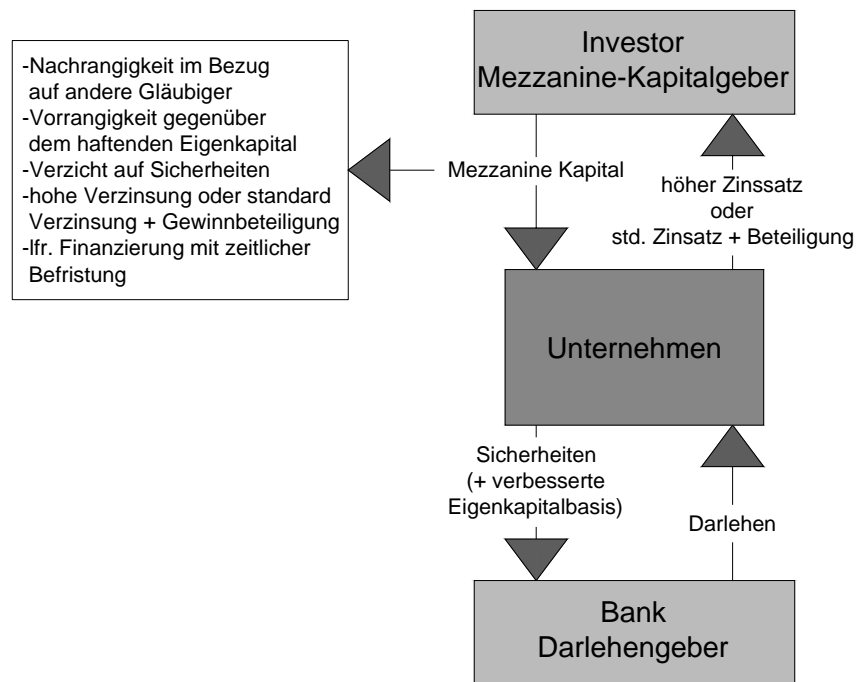 Investor
Mezzanine-Kapitalgeber
-Nachrangigkeit im Bezug
auf andere Gläubiger
-Vorrangigkeit gegenüber
dem haftenden Eigenkapital
-Verzicht auf Sicherheiten
-hohe Verzinsung oder standard
Verzinsung + Gewinnbeteiligung
-lfr. Finanzierung mit zeitlicher
Befristung
Mezzanine Kapital
höher Zinssatz
oder
std. Zinsatz + Beteiligung
Unternehmen
Sicherheiten
(+ verbesserte
Eigenkapitalbasis)
Darlehen
Bank
Darlehengeber